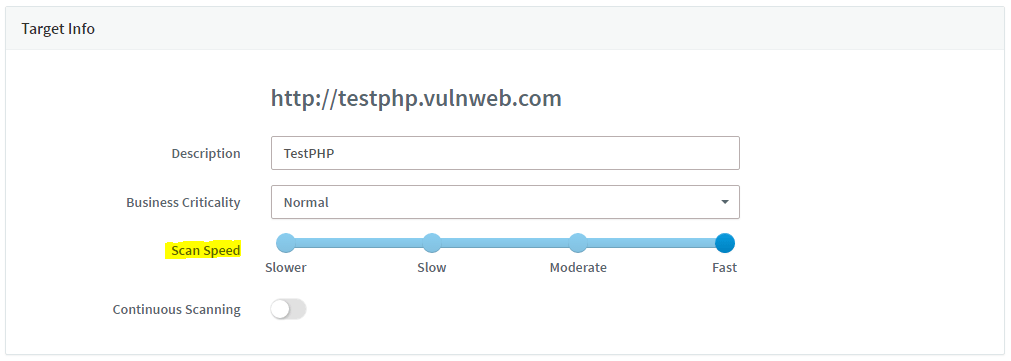 Target Info
http://testphp.vulnweb.com
Description TestPHP
Business Criticality Normal
Scan Speed
Slower Slow Moderate Fast
Continuous Scanning